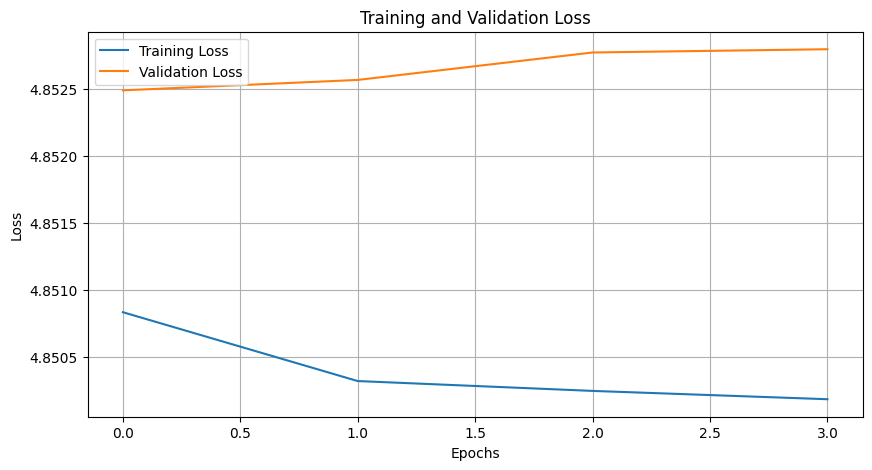 Training and Validation Loss
Training Loss
Validation Loss
4.8525
4.8520
4.8515
4.8510
4.8505
Loss
0.0 0.5 1.0 1.5 2.0 2.5 3.0
Epochs